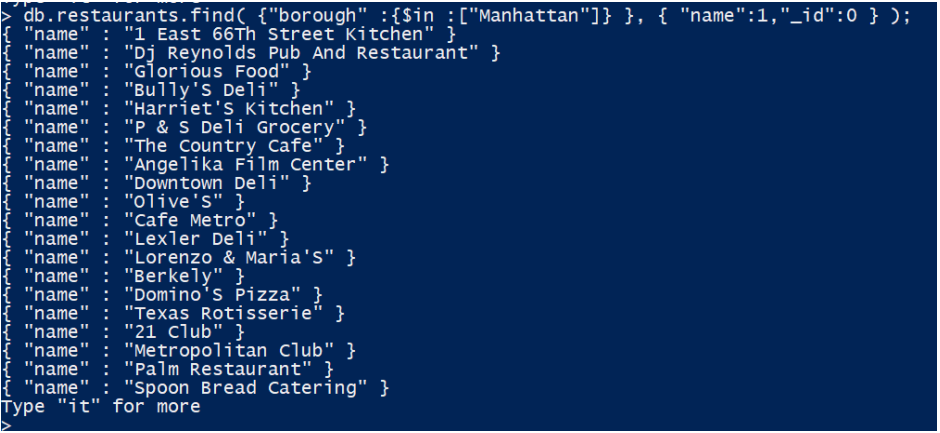 > db.restaurants.find( {"borough" :{$in :["Manhattan"]} }, { "name":1,"_id":0 } );
{ "name" : "1 East 66Th Street Kitchen" }
{ "name" : "Dj Reynolds Pub And Restaurant" }
{ "name" : "Glorious Food" }
{ "name" : "Bully'S Deli" }
{ "name" : "Harriet'S Kitchen" }
{ "name" : "P & S Deli Grocery" }
{ "name" : "The Country Cafe" }
{ "name" : "Angelika Film Center" }
{ "name" : "Downtown Deli" }
{ "name" : "Olive'S" }
{ "name" : "Cafe Metro" }
{ "name" : "Lexler Deli" }
{ "name" : "Lorenzo & Maria'S" }
{ "name" : "Berkely" }
{ "name" : "Domino'S Pizza" }
{ "name" : "Texas Rotisserie" }
{ "name" : "21 Club" }
{ "name" : "Metropolitan Club" }
{ "name" : "Palm Restaurant" }
{ "name" : "Spoon Bread Catering" }
Type "it" for more
>